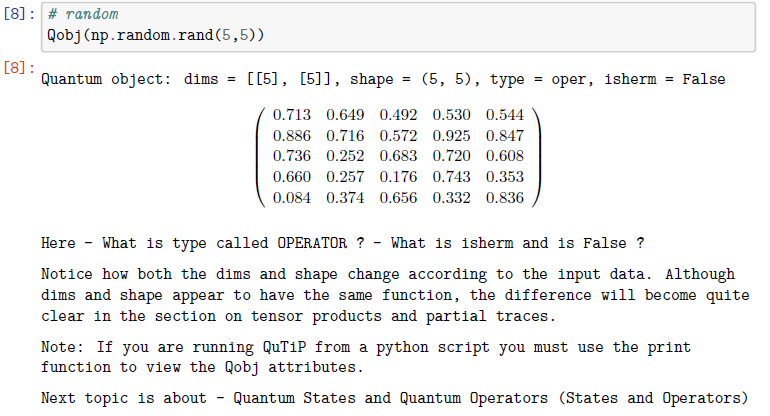 [8]: # random
Qobj(np.random.rand(5,5))
[8]: Quantum object: dims = [[5], [5]], shape = (5, 5), type = oper, isherm = False
0.713 0.649 0.492 0.530 0.544
0.886 0.716 0.572 0.925 0.847
0.736 0.252 0.683 0.720 0.608
0.660 0.257 0.176 0.743 0.353
0.084 0.374 0.656 0.332 0.836
Here - What is type called OPERATOR ? - What is isherm and is False ?
Notice how both the dims and shape change according to the input data. Although
dims and shape appear to have the same function, the difference will become quite
clear in the section on tensor products and partial traces.
Note: If you are running QuTiP from a python script you must use the print
function to view the Qobj attributes.
Next topic is about - Quantum States and Quantum Operators (States and Operators)